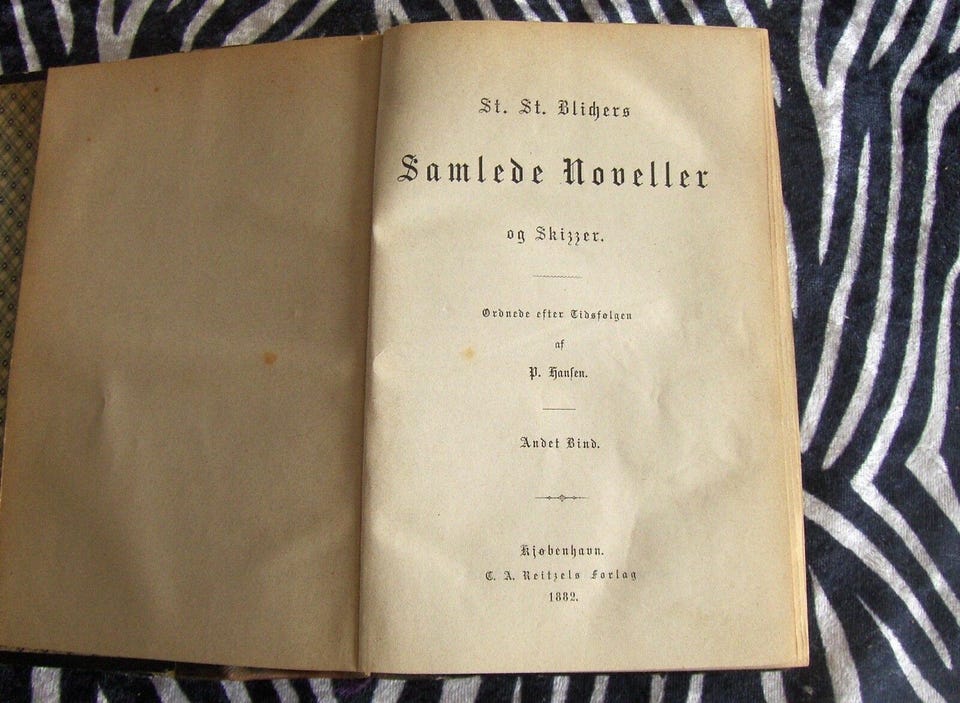 St. St. Blichers
Samlede Noveller
og Skizzer.
Ordnede efter Tidsfølgen
af
P. Hansen.
Andet Bind.
Kjøbenhavn.
C. A. Reitzels Forlag
1882.